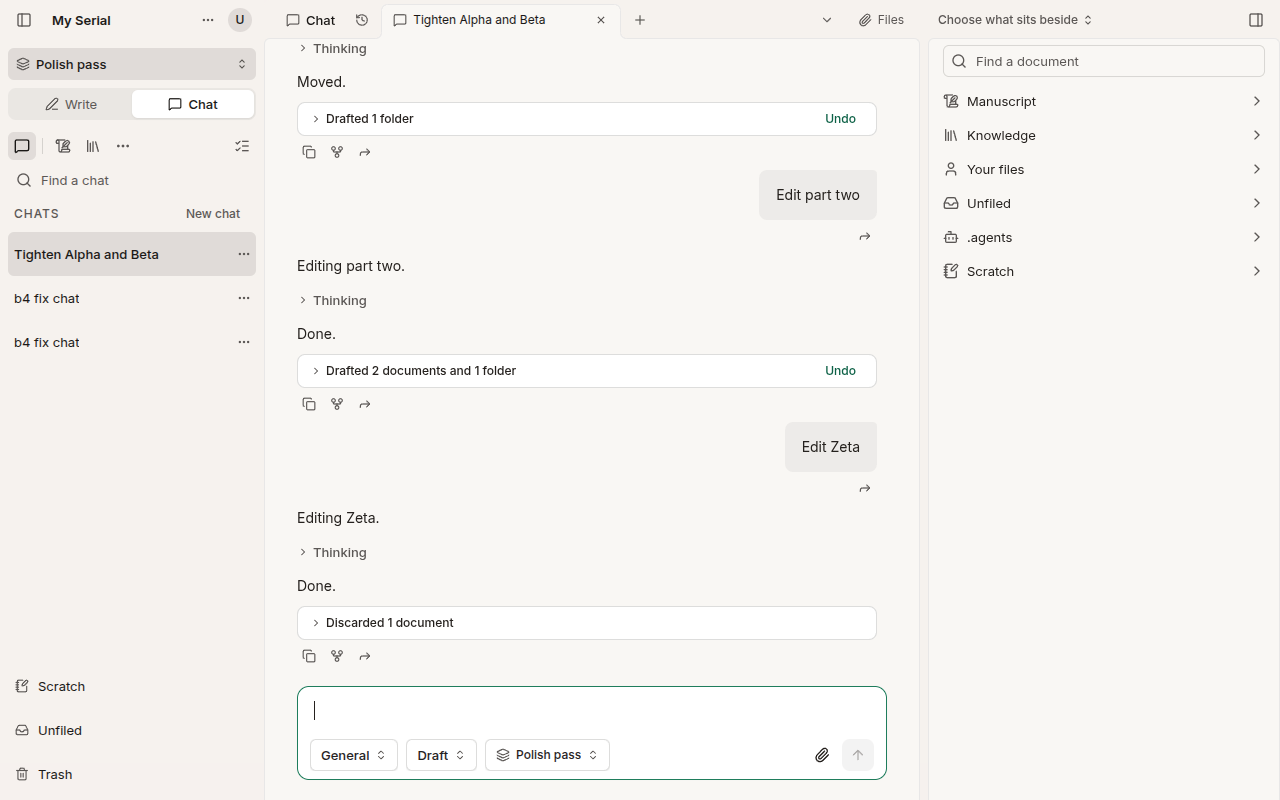 My Serial
U
Polish pass
Write
Chat
Find a chat
CHATS
New chat
Tighten Alpha and Beta
b4 fix chat
b4 fix chat
Scratch
Unfiled
Trash
Chat
Tighten Alpha and Beta
Files
Thinking
Moved.
Drafted 1 folder
Undo
Edit part two
Editing part two.
Thinking
Done.
Drafted 2 documents and 1 folder
Undo
Edit Zeta
Editing Zeta.
Thinking
Done.
Discarded 1 document
General
Draft
Polish pass
Choose what sits beside
Find a document
Manuscript
Knowledge
Your files
Unfiled
.agents
Scratch